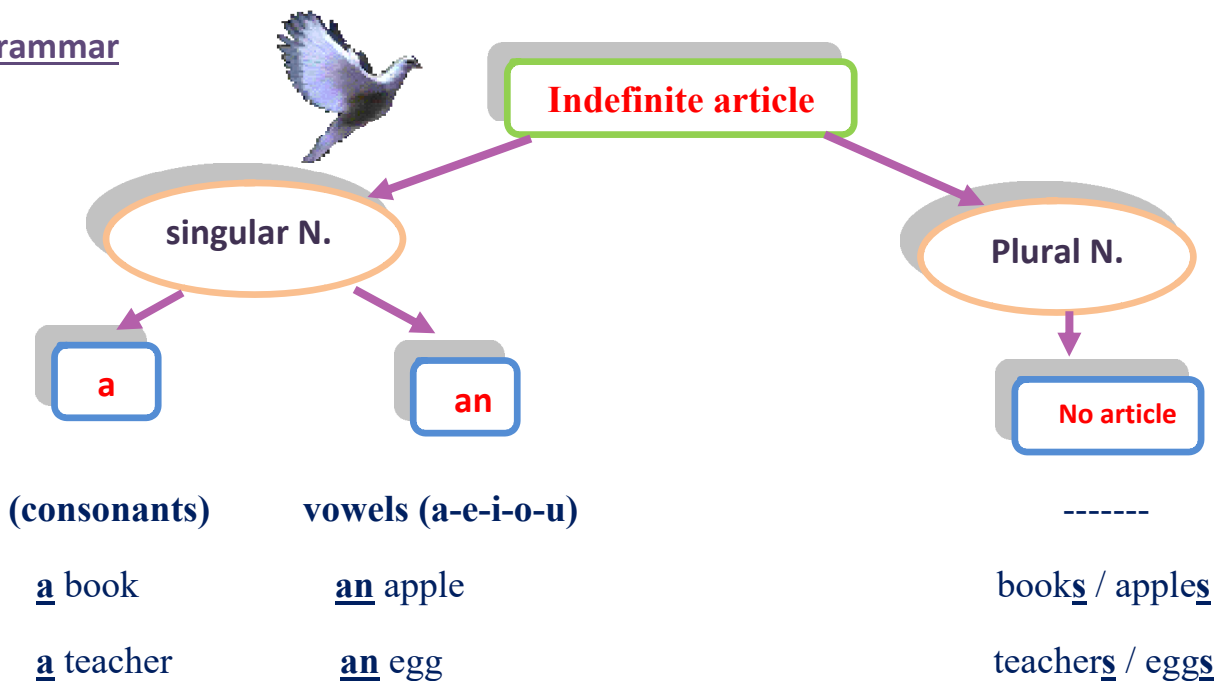 rammar
Indefinite article
singular N.
Plural N.
a
an
No article
(consonants) vowels (a-e-i-o-u) -------
a book an apple books / apples
a teacher an egg teachers / eggs